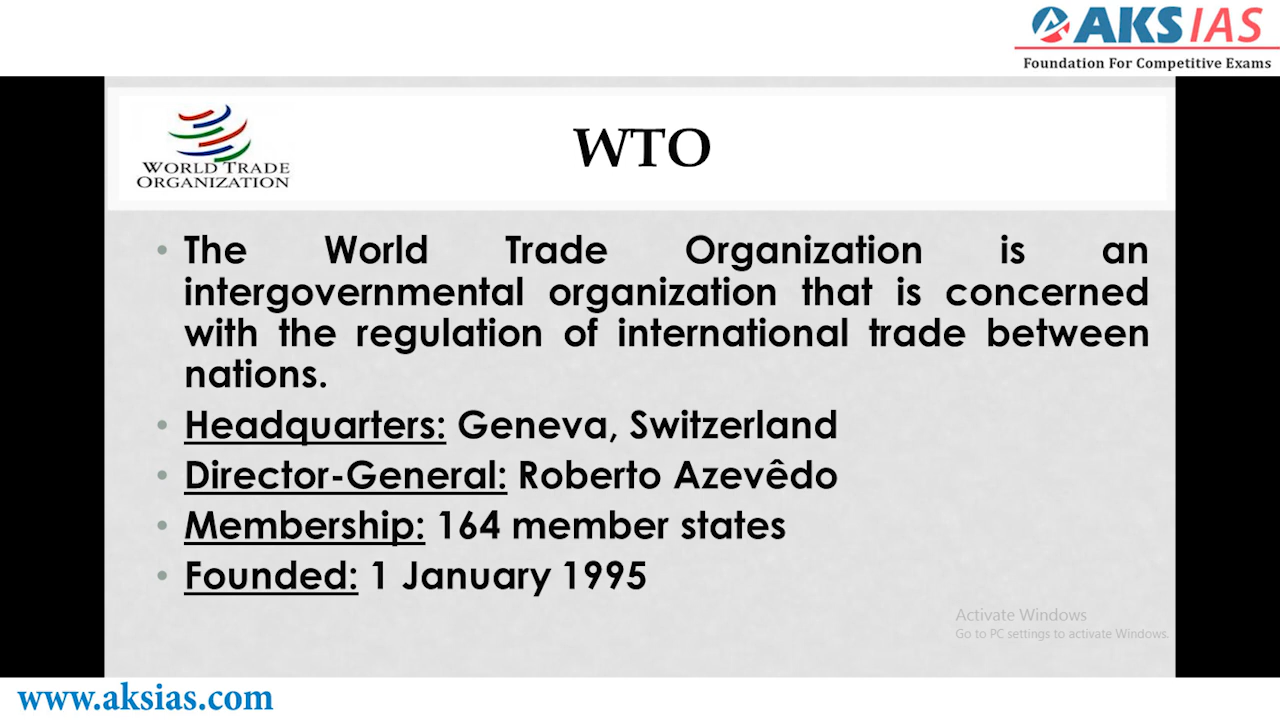 AKS IAS
Foundation For Competitive Exams
WORLD TRADE
ORGANIZATION
WTO
• The World Trade Organization is an
intergovernmental organization that is concerned
with the regulation of international trade between
nations.
• Headquarters: Geneva, Switzerland
• Director-General: Roberto Azevêdo
• Membership: 164 member states
• Founded: 1 January 1995
Activate Windows
Go to PC settings to activate Windows.
www.aksias.com